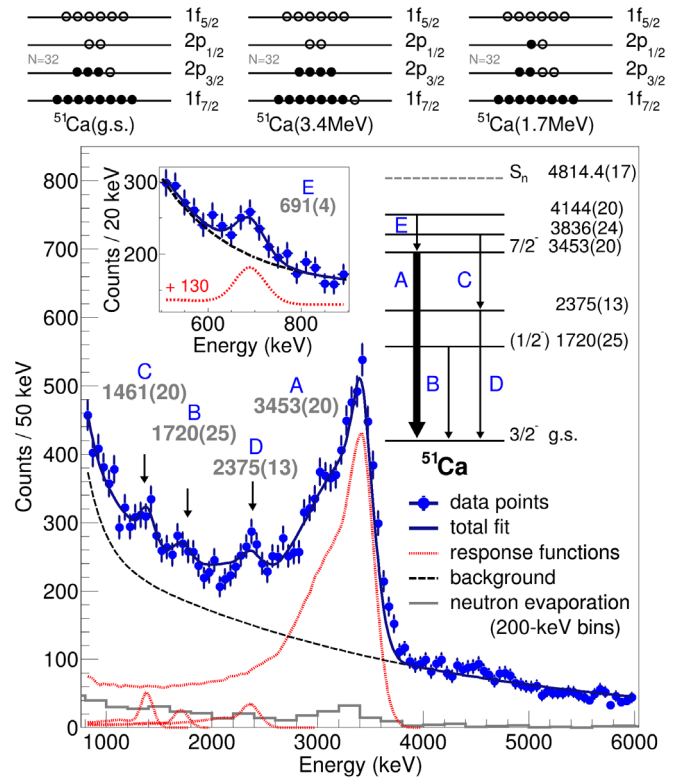 1f5/2 1f5/2 1f5/2
2p1/2 2p1/2 2p1/2
N=32 N=32 N=32
2p3/2 2p3/2 2p3/2
1f7/2 1f7/2 1f7/2
51Ca(g.s.) 51Ca(3.4MeV) 51Ca(1.7MeV)
800
700
600
500
400
300
200
100
0
Counts / 50 keV
1000 2000 3000 4000 5000 6000
Energy (keV)
300
200
Counts / 20 keV
E
691(4)
+ 130
600 800
Energy (keV)
C
1461(20)
B
1720(25)
D
2375(13)
A
3453(20)
Sn 4814.4(17)
4144(20)
E
3836(24)
7/2- 3453(20)
A C
2375(13)
(1/2-) 1720(25)
B D
3/2- g.s.
51Ca
data points
total fit
response functions
background
neutron evaporation
(200-keV bins)